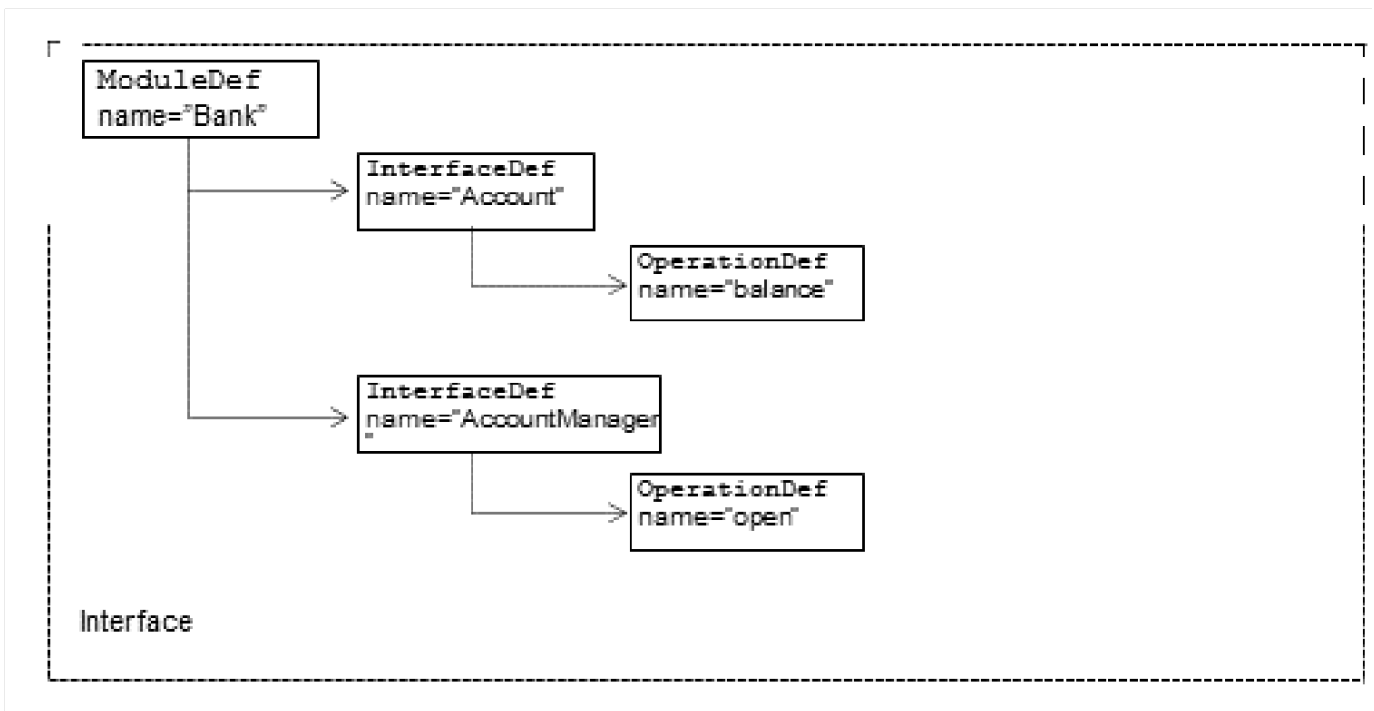 ModuleDef
name="Bank"
InterfaceDef
name="Account"
OperationDef
name="balance"
InterfaceDef
name="AccountManager
"
OperationDef
name="open"
Interface